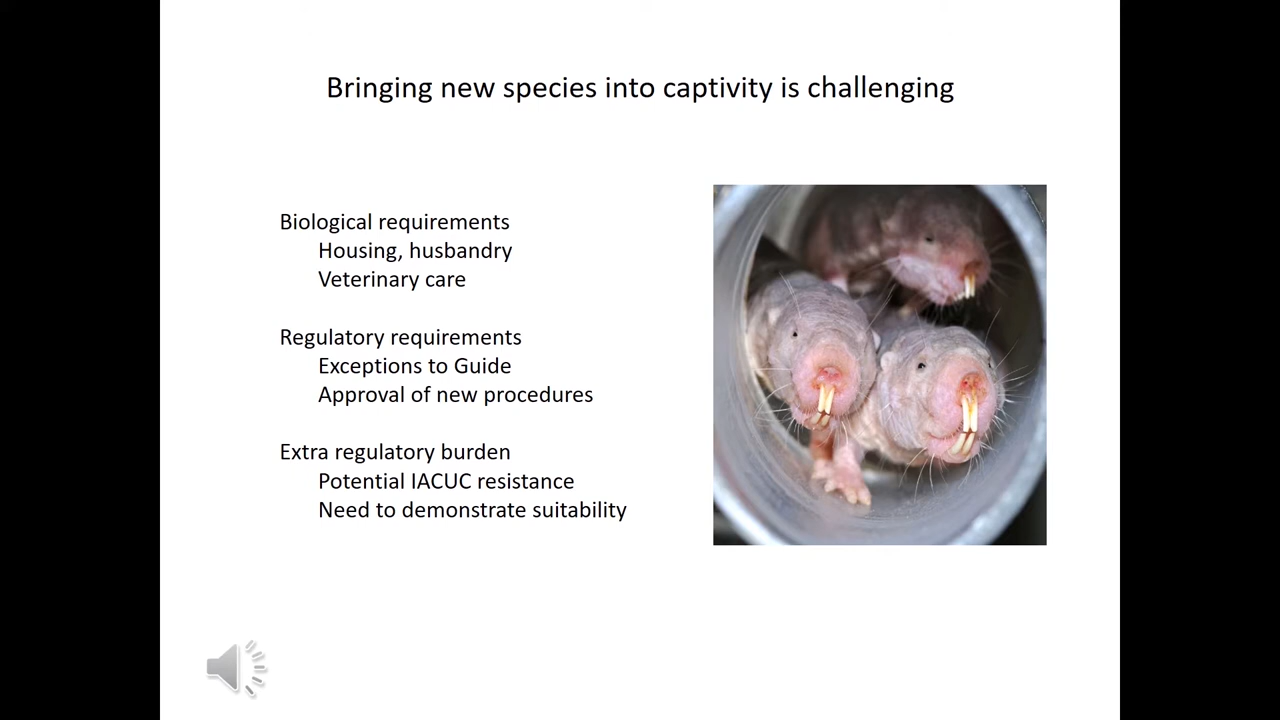 Bringing new species into captivity is challenging
Biological requirements
Housing, husbandry
Veterinary care
Regulatory requirements
Exceptions to Guide
Approval of new procedures
Extra regulatory burden
Potential IACUC resistance
Need to demonstrate suitability